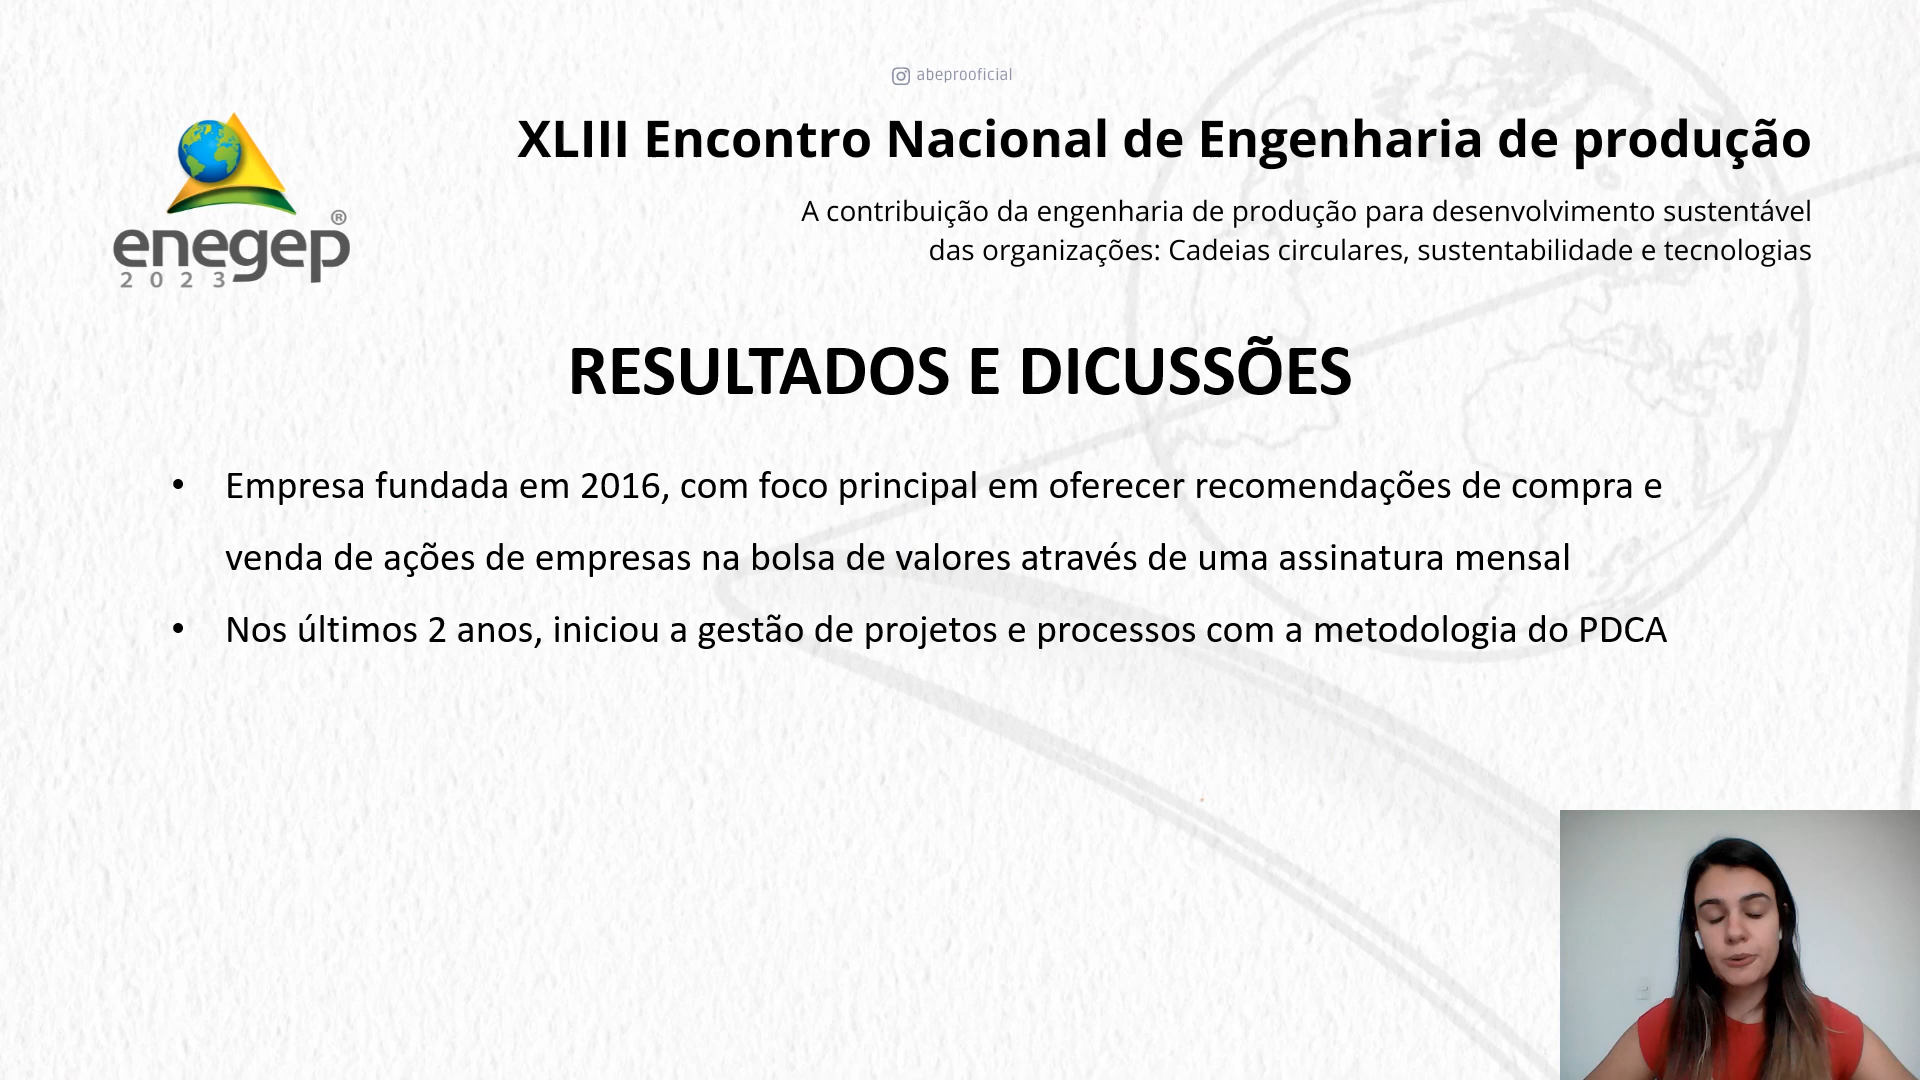 abeprooficial
XLIII Encontro Nacional de Engenharia de produção
A contribuição da engenharia de produção para desenvolvimento sustentável
das organizações: Cadeias circulares, sustentabilidade e tecnologias
enegep®
2023
RESULTADOS E DICUSSÕES
• Empresa fundada em 2016, com foco principal em oferecer recomendações de compra e
venda de ações de empresas na bolsa de valores através de uma assinatura mensal
• Nos últimos 2 anos, iniciou a gestão de projetos e processos com a metodologia do PDCA